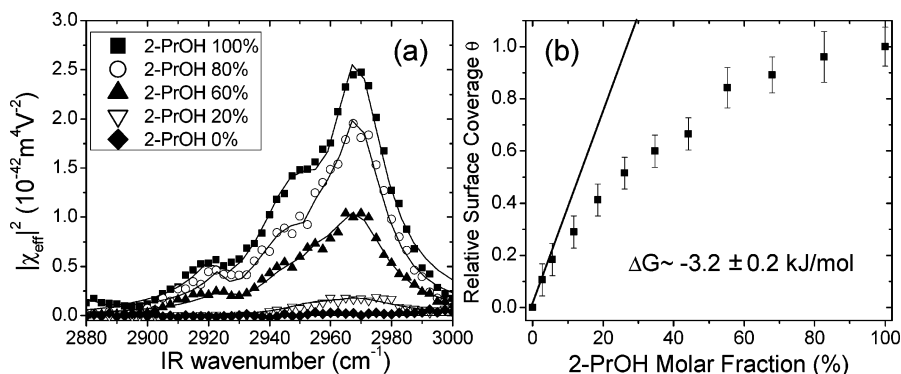 (a)
2-PrOH 100%
2-PrOH 80%
2-PrOH 60%
2-PrOH 20%
2-PrOH 0%
|χeff|² (10⁻⁴²m⁴V⁻²)
3.0
2.5
2.0
1.5
1.0
0.5
0.0
2880 2900 2920 2940 2960 2980 3000
IR wavenumber (cm⁻¹)
(b)
Relative Surface Coverage θ
1.0
0.8
0.6
0.4
0.2
0.0
ΔG~ -3.2 ± 0.2 kJ/mol
0 20 40 60 80 100
2-PrOH Molar Fraction (%)